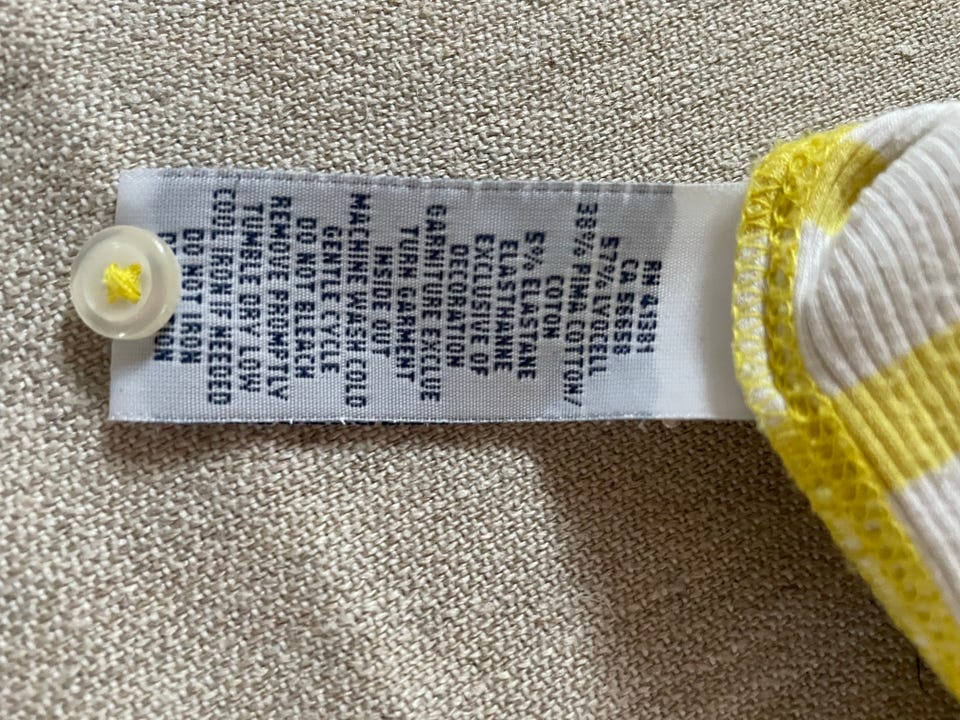 RN 41381
CA 56658
57% LYOCELL
38% PIMA COTTON/
COTON
5% ELASTANE
ELASTHANNE
EXCLUSIVE OF
DECORATION
GARNITURE EXCLUE
TURN GARMENT
INSIDE OUT
MACHINE WASH COLD
GENTLE CYCLE
DO NOT BLEACH
REMOVE PROMPTLY
TUMBLE DRY LOW
COOL IRON IF NEEDED
DO NOT IRON